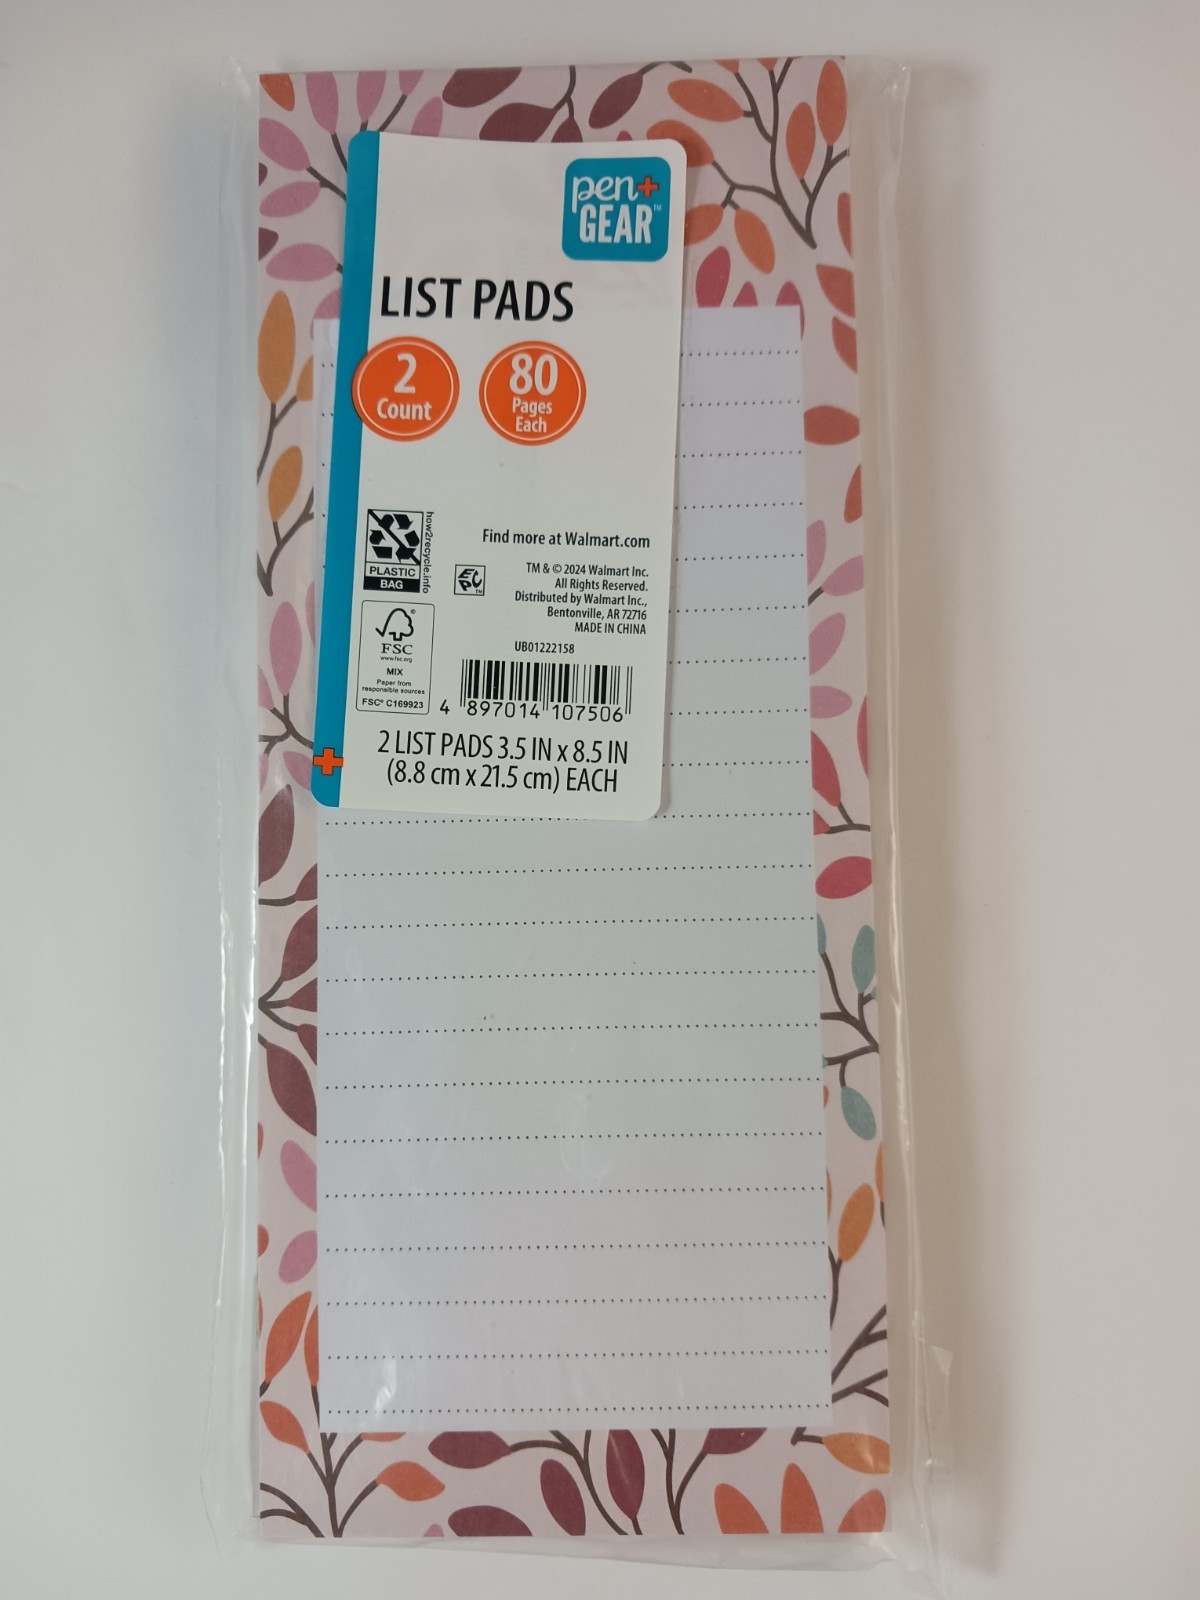 pen+
GEAR™
LIST PADS
2
Count
80
Pages
Each
how2recycle.info
PLASTIC
BAG
Find more at Walmart.com
EPC™
TM & © 2024 Walmart Inc.
All Rights Reserved.
Distributed by Walmart Inc.,
Bentonville, AR 72716
MADE IN CHINA
FSC®
www.fsc.org
MIX
Paper from
responsible sources
FSC® C169923
UB01222158
4 897014 107506
2 LIST PADS 3.5 IN x 8.5 IN
(8.8 cm x 21.5 cm) EACH